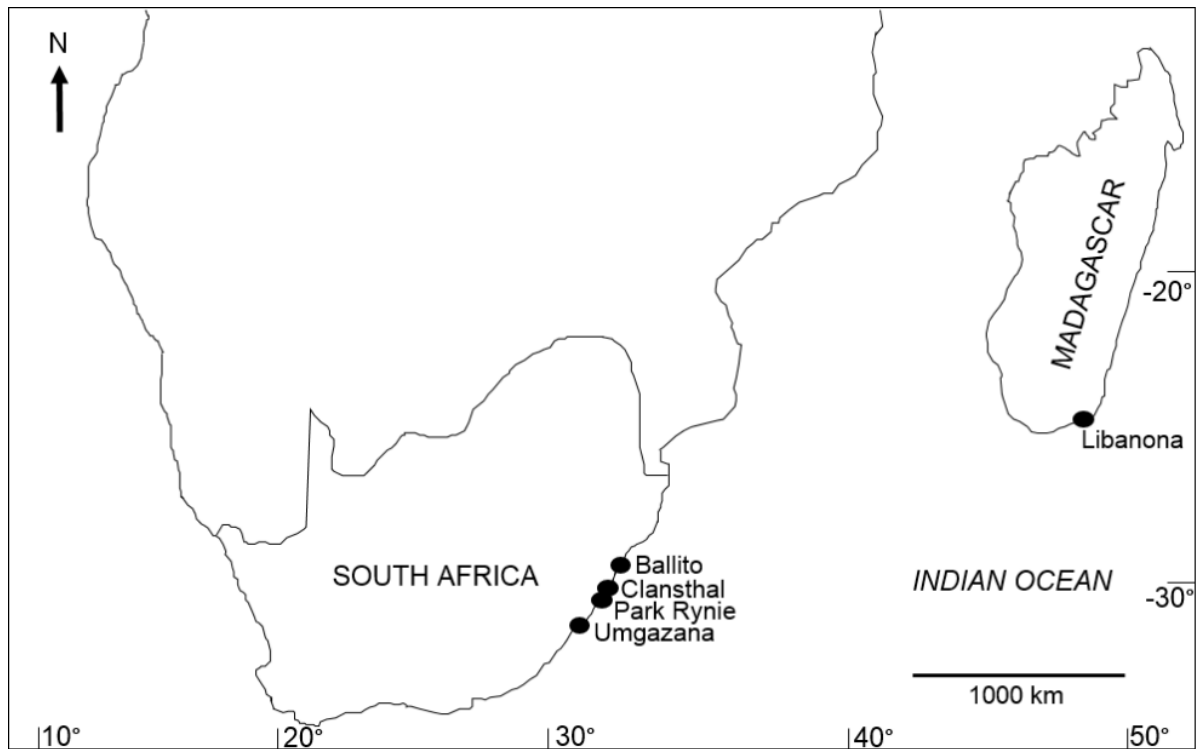 N
MADAGASCAR
-20°
Libanona
SOUTH AFRICA
Ballito
Clansthal
Park Rynie
Umgazana
INDIAN OCEAN
-30°
1000 km
10°
20°
30°
40°
50°